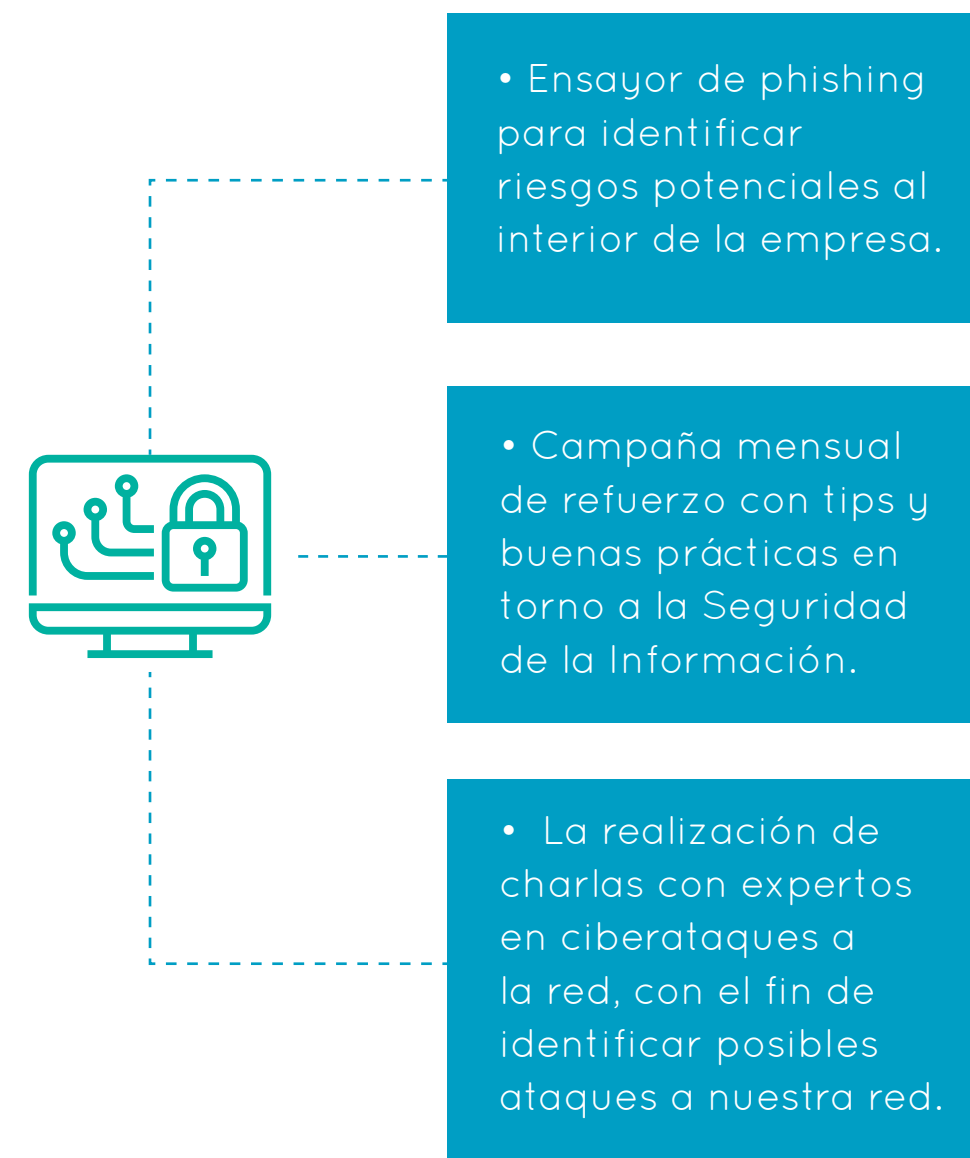 • Ensayor de phishing
para identificar
riesgos potenciales al
interior de la empresa.
• Campaña mensual
de refuerzo con tips y
buenas prácticas en
torno a la Seguridad
de la Información.
• La realización de
charlas con expertos
en ciberataques a
la red, con el fin de
identificar posibles
ataques a nuestra red.